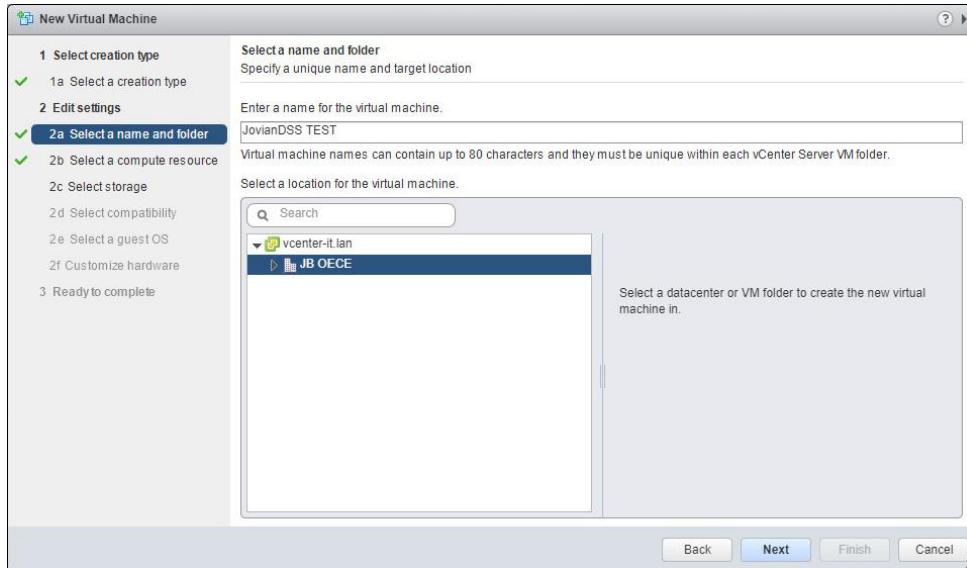 New Virtual Machine
?
1 Select creation type
1a Select a creation type
2 Edit settings
2a Select a name and folder
2b Select a compute resource
2c Select storage
2d Select compatibility
2e Select a guest OS
2f Customize hardware
3 Ready to complete
Select a name and folder
Specify a unique name and target location
Enter a name for the virtual machine.
JovianDSS TEST
Virtual machine names can contain up to 80 characters and they must be unique within each vCenter Server VM folder.
Select a location for the virtual machine.
Search
vcenter-it.lan
JB OECE
Select a datacenter or VM folder to create the new virtual
machine in.
Back Next Finish Cancel